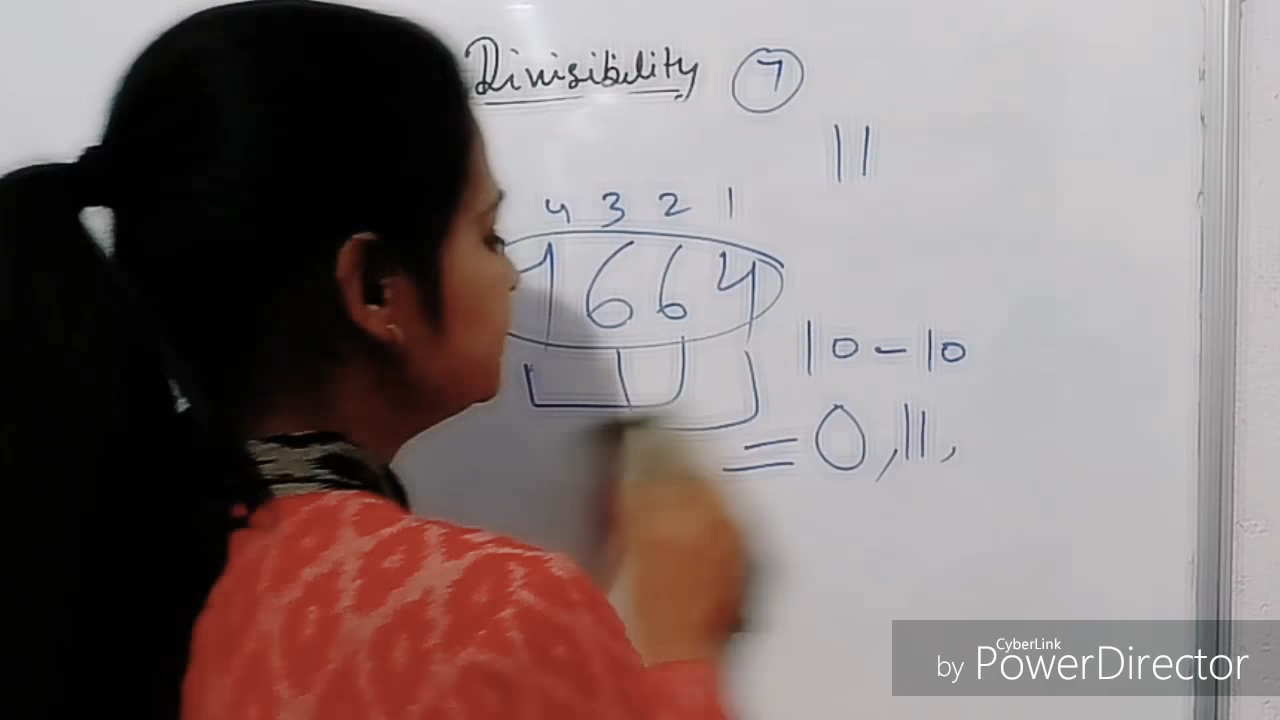 Divisibility 7
11
4 3 2 1
1664
10-10
=0,11,
CyberLink
by PowerDirector